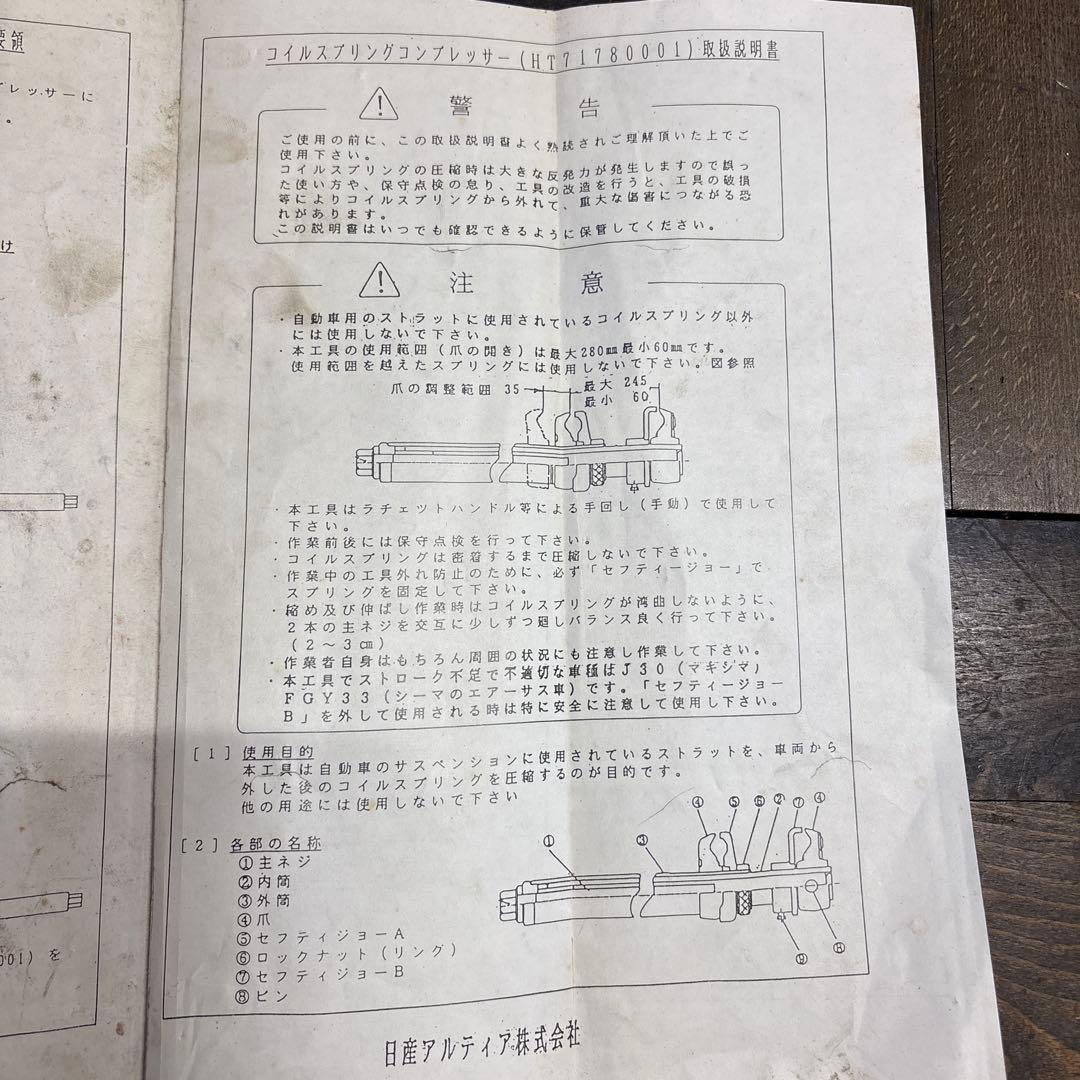 要領
レッサーに
。
け
001) を
コイルスプリングコンプレッサー(HT71780001)取扱説明書
警告
ご使用の前に、この取扱説明書よく熟読されご理解頂いた上でご
使用下さい。
コイルスプリングの圧縮時は大きな反発力が発生しますので誤っ
た使い方や、保守点検の怠り、工具の改造を行うと、工具の破損
等によりコイルスプリングから外れて、重大な傷害につながる恐
れがあります。
この説明書はいつでも確認できるように保管してください。
注意
・自動車用のストラットに使用されているコイルスプリング以外
には使用しないで下さい。
・本工具の使用範囲(爪の開き)は最大280㎜最小60㎜です。
使用範囲を越えたスプリングには使用しないで下さい。図参照
爪の調整範囲 35
最大 245
最小 60
・本工具はラチェットハンドル等による手回し(手動)で使用して
下さい。
・作業前後には保守点検を行って下さい。
・コイルスプリングは密着するまで圧縮しないで下さい。
・作業中の工具外れ防止のために、必ず「セフティージョー」で
スプリングを固定して下さい。
・縮め及び伸ばし作業時はコイルスプリングが湾曲しないように、
2本の主ネジを交互に少しずつ廻しバランス良く行って下さい。
(2~3㎝)
・作業者自身はもちろん周囲の状況にも注意し作業して下さい。
・本工具でストローク不足で不適切な車種はJ30(マキシマ)
FGY33(シーマのエアーサス車)です。「セフティージョー
B」を外して使用される時は特に安全に注意して使用し下さい。
[1] 使用目的
本工具は自動車のサスペンションに使用されているストラットを、車両から
外した後のコイルスプリングを圧縮するのが目的です。
他の用途には使用しないで下さい
④ ⑤ ⑥ ② ⑦ ④
① ③
⑨ ⑧
[2] 各部の名称
①主ネジ
②内筒
③外筒
④爪
⑤セフティジョーA
⑥ロックナット(リング)
⑦セフティジョーB
⑧ピン
日産アルティア株式会社